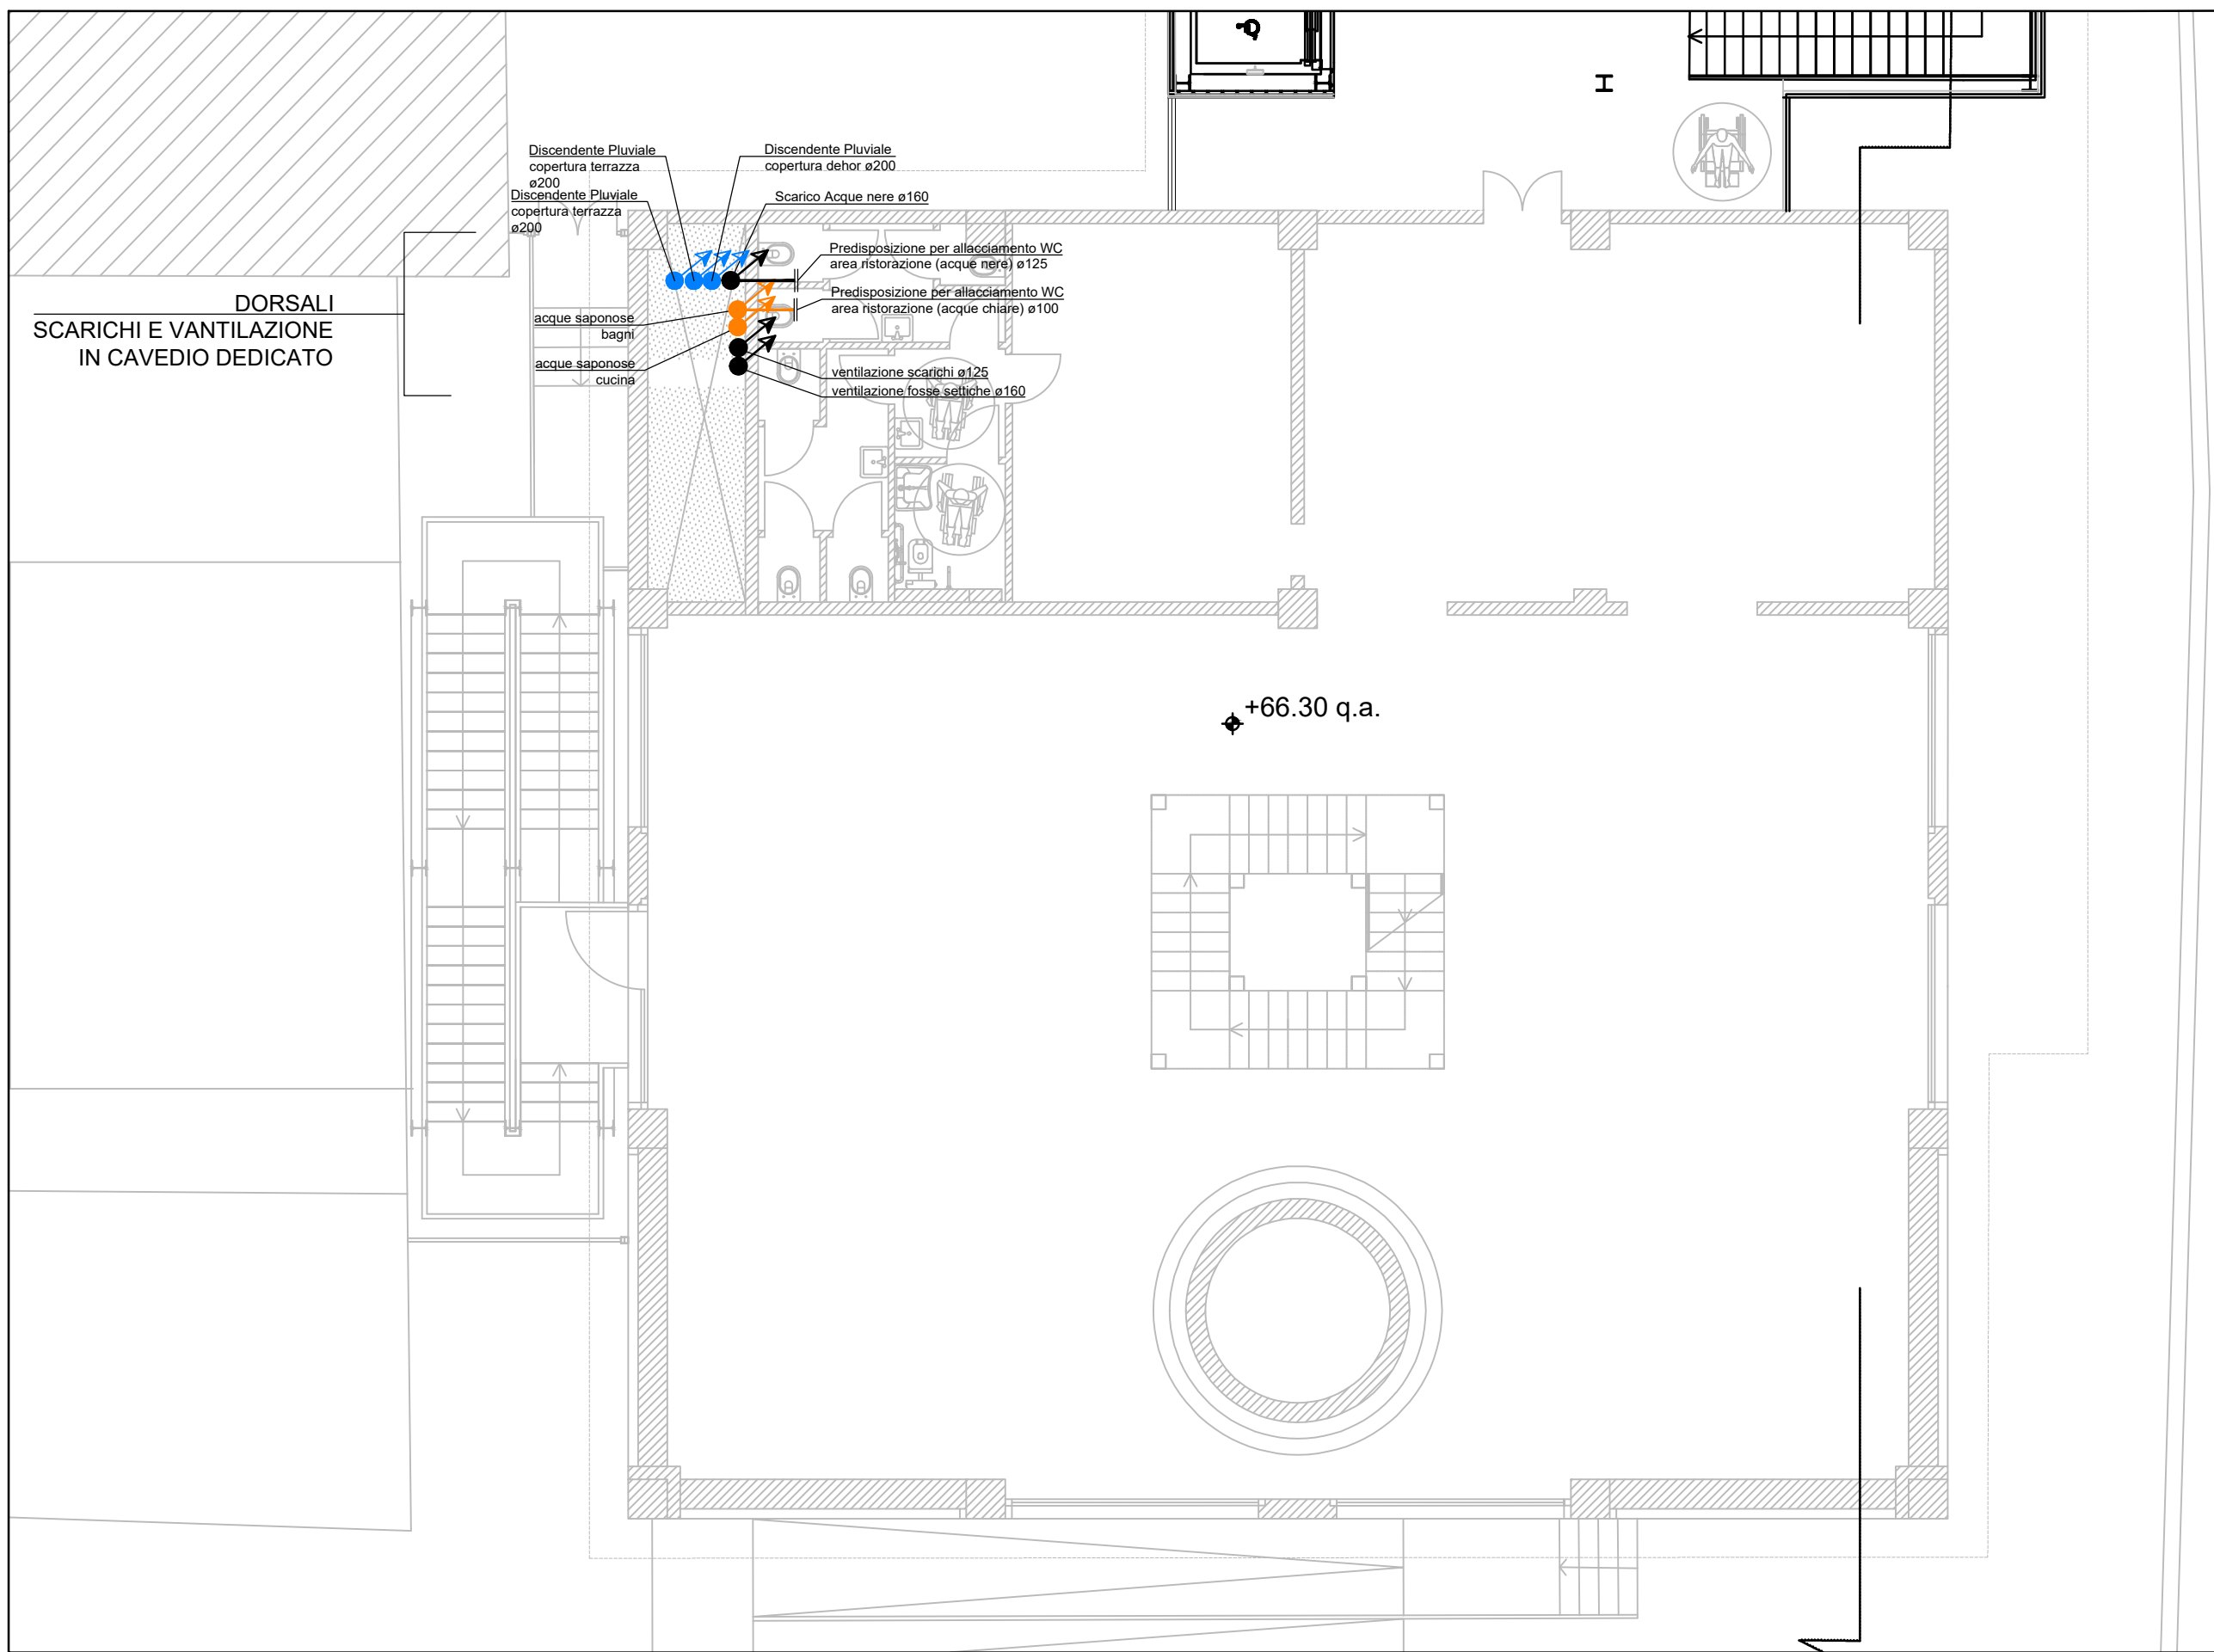 Discendente Pluviale
copertura terrazza
ø200
Discendente Pluviale
copertura dehor ø200
Discendente Pluviale
copertura terrazza
ø200
Scarico Acque nere ø160
Predisposizione per allacciamento WC
area ristorazione (acque nere) ø125
Predisposizione per allacciamento WC
area ristorazione (acque chiare) ø100
DORSALI
SCARICHI E VANTILAZIONE
IN CAVEDIO DEDICATO
acque saponose
bagni
acque saponose
cucina
ventilazione scarichi ø125
ventilazione fosse settiche ø160
+66.30 q.a.